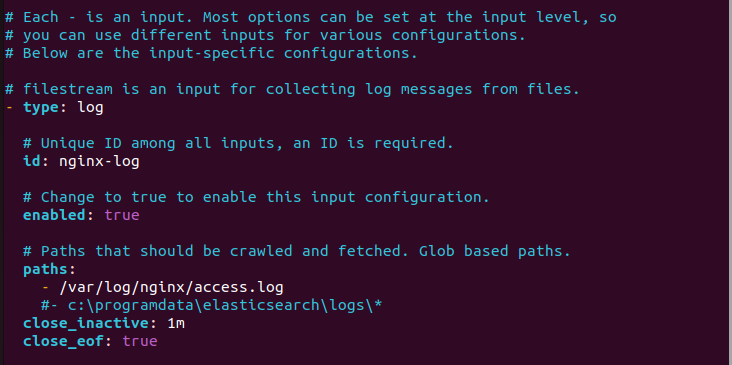 # Each - is an input. Most options can be set at the input level, so
# you can use different inputs for various configurations.
# Below are the input-specific configurations.
# filestream is an input for collecting log messages from files.
- type: log
# Unique ID among all inputs, an ID is required.
id: nginx-log
# Change to true to enable this input configuration.
enabled: true
# Paths that should be crawled and fetched. Glob based paths.
paths:
- /var/log/nginx/access.log
#- c:\programdata\elasticsearch\logs\*
close_inactive: 1m
close_eof: true